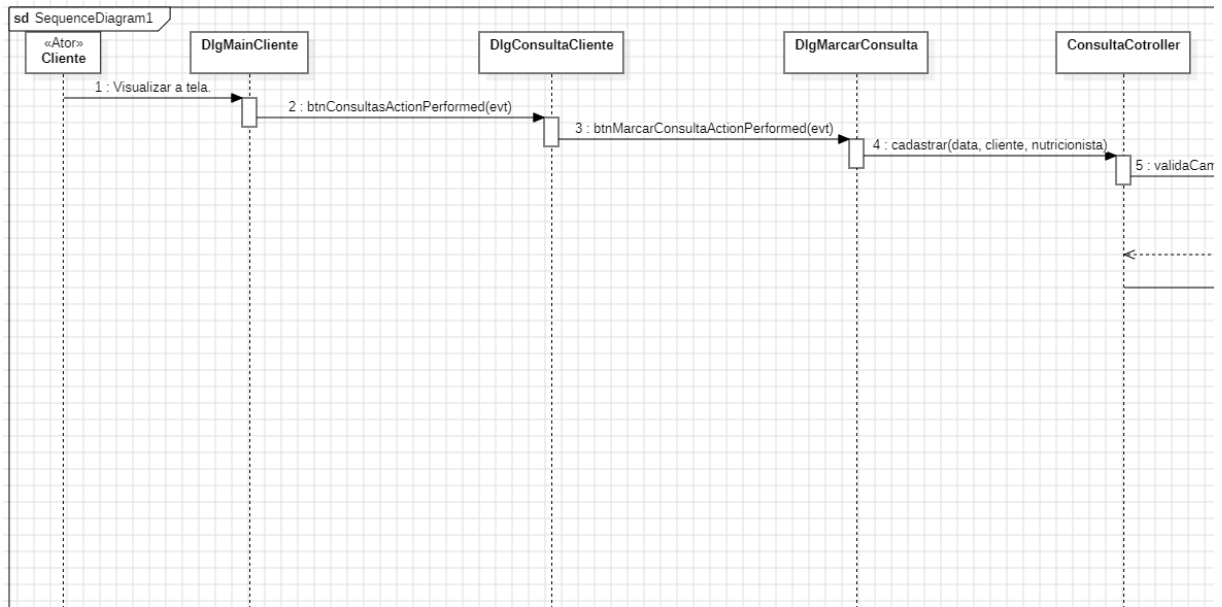 sd SequenceDiagram1
«Ator»
Cliente
DlgMainCliente
DlgConsultaCliente
DlgMarcarConsulta
ConsultaCotroller
1 : Visualizar a tela.
2 : btnConsultasActionPerformed(evt)
3 : btnMarcarConsultaActionPerformed(evt)
4 : cadastrar(data, cliente, nutricionista)
5 : validaCam